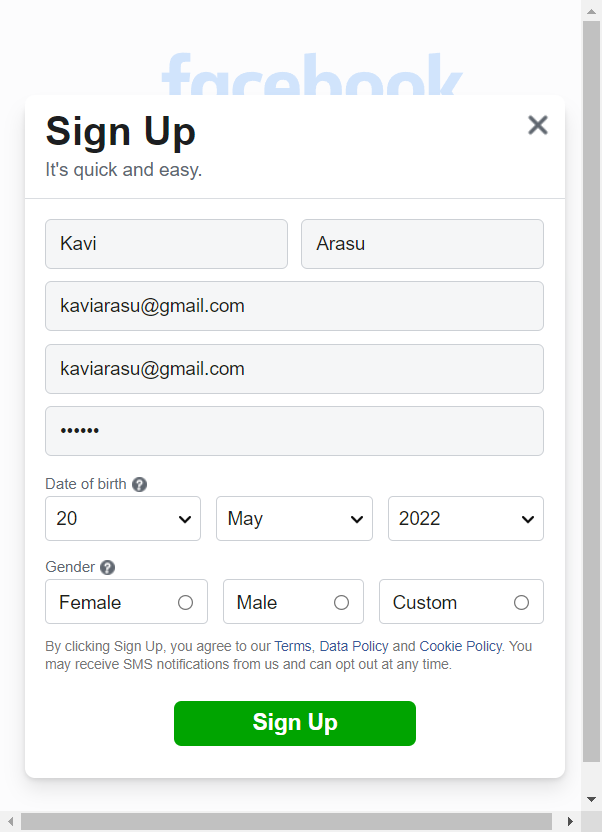 facebook
Sign Up
It's quick and easy.
Kavi Arasu
kaviarasu@gmail.com
kaviarasu@gmail.com
••••••
Date of birth ?
20 May 2022
Gender ?
Female Male Custom
By clicking Sign Up, you agree to our Terms, Data Policy and Cookie Policy. You
may receive SMS notifications from us and can opt out at any time.
Sign Up